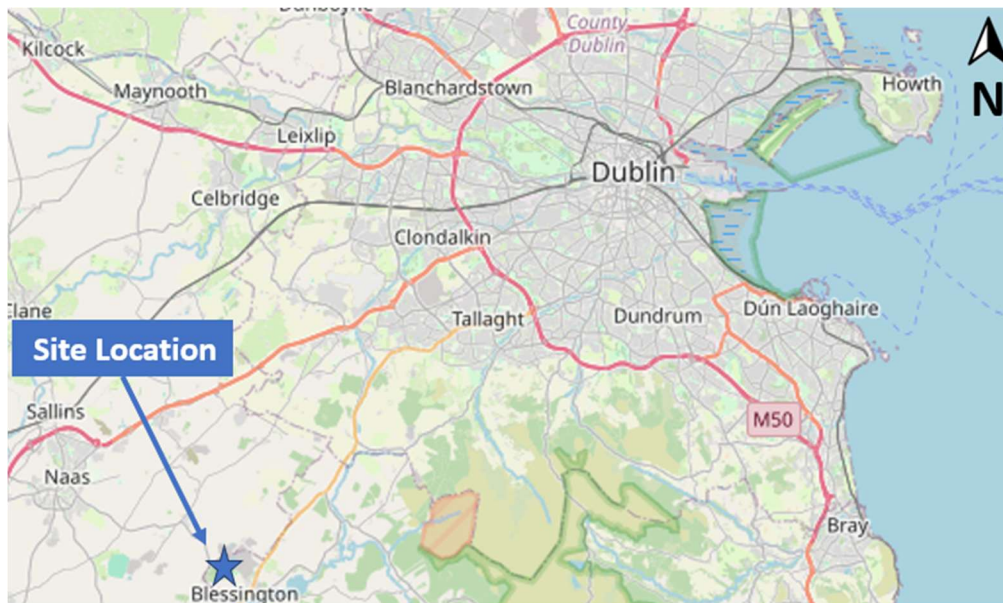 Dunboyne
County
Dublin
Kilcock
Maynooth
Blanchardstown
Howth
N
Leixlip
Dublin
Celbridge
Clondalkin
Clane
Tallaght
Dundrum
Dún Laoghaire
Site Location
Sallins
M50
Naas
Bray
Blessington